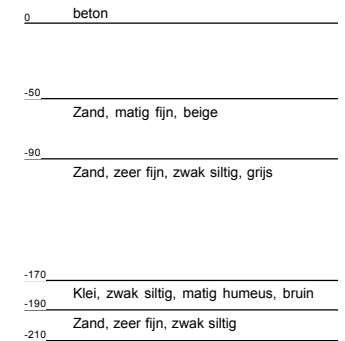 beton
0
-50
Zand, matig fijn, beige
-90
Zand, zeer fijn, zwak siltig, grijs
-170
Klei, zwak siltig, matig humeus, bruin
-190
Zand, zeer fijn, zwak siltig
-210